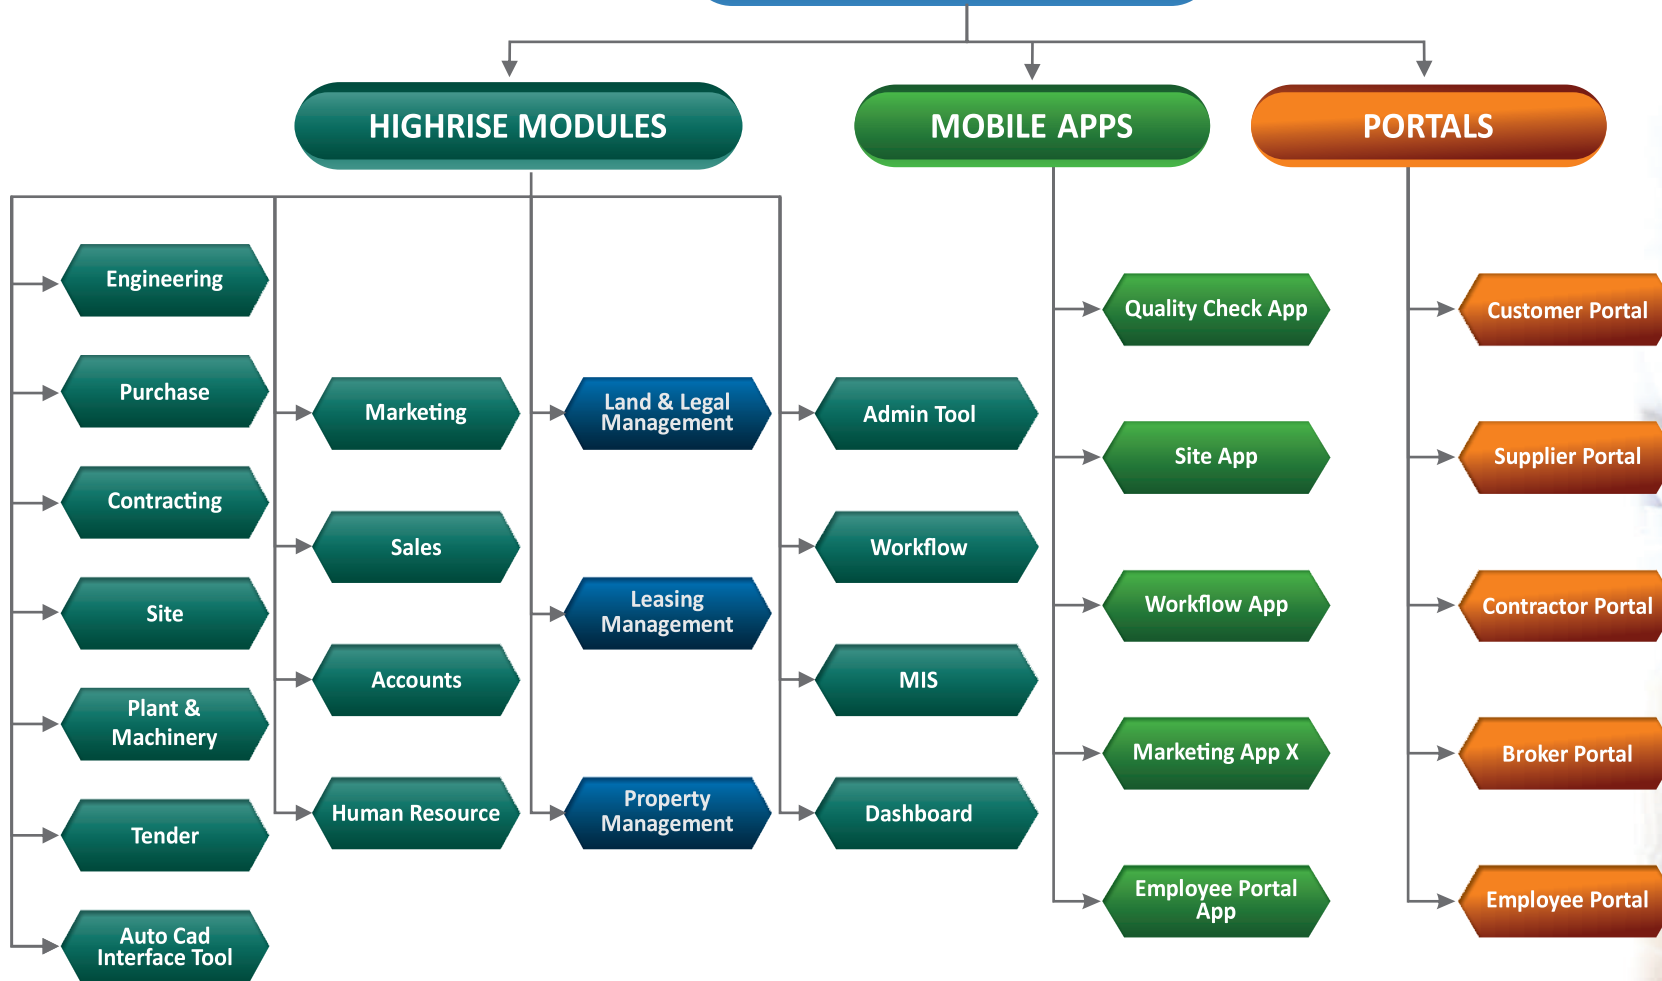 HIGHRISE MODULES
MOBILE APPS
PORTALS
Engineering
Purchase
Contracting
Site
Plant &
Machinery
Tender
Auto Cad
Interface Tool
Marketing
Sales
Accounts
Human Resource
Land & Legal
Management
Leasing
Management
Property
Management
Admin Tool
Workflow
MIS
Dashboard
Quality Check App
Site App
Workflow App
Marketing App X
Employee Portal
App
Customer Portal
Supplier Portal
Contractor Portal
Broker Portal
Employee Portal